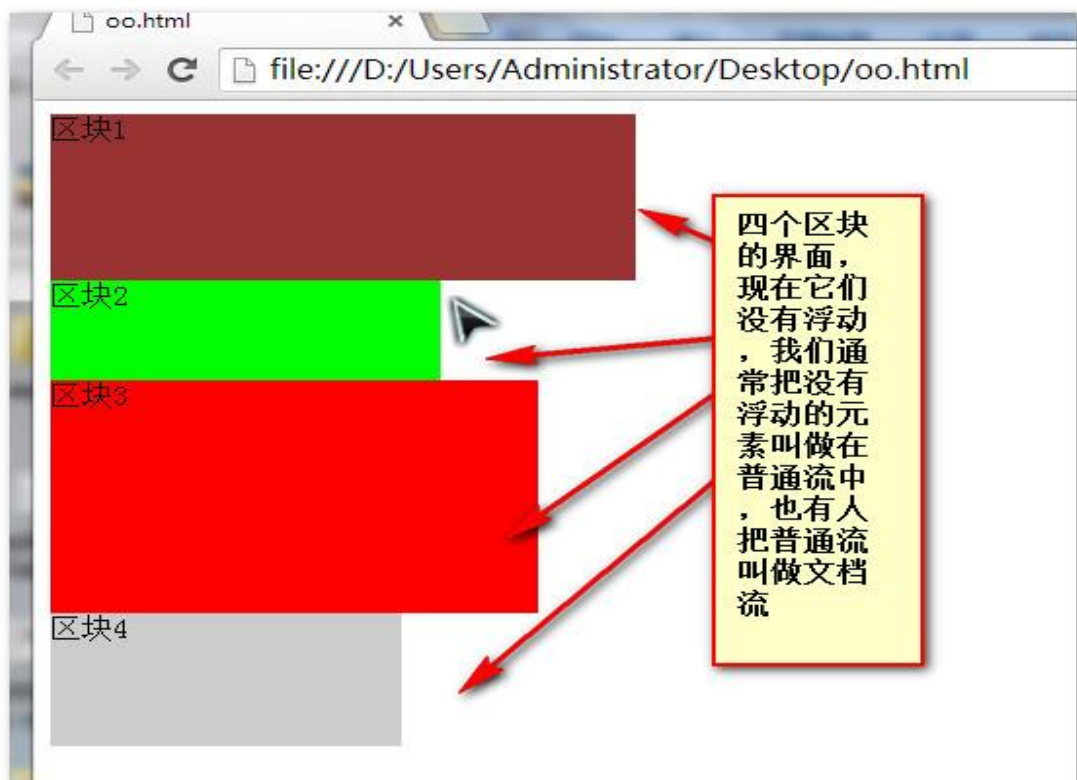 oo.html
file:///D:/Users/Administrator/Desktop/oo.html
区块1
区块2
区块3
区块4
四个区块
的界面，
现在它们
没有浮动
，我们通
常把没有
浮动的元
素叫做在
普通流中
，也有人
把普通流
叫做文档
流